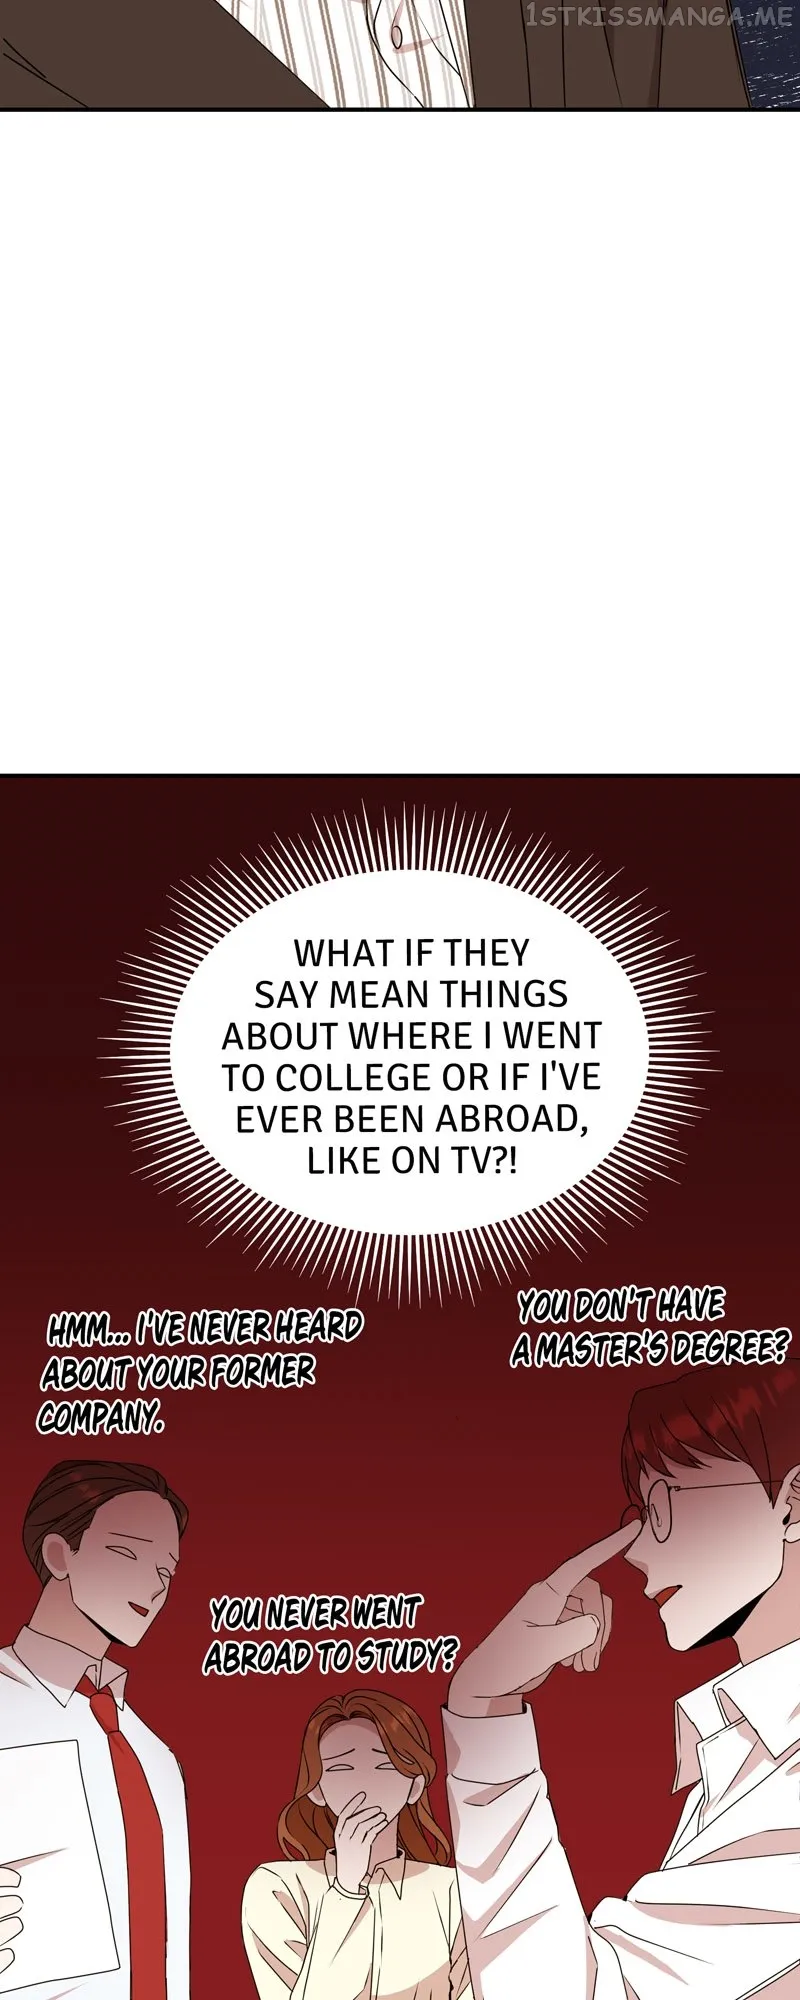 1STKISSMANGA.ME
WHAT IF THEY
SAY MEAN THINGS
ABOUT WHERE I WENT
TO COLLEGE OR IF I'VE
EVER BEEN ABROAD,
LIKE ON TV?!
YOU DON'T HAVE
A MASTER'S DEGREE?
HMM... I'VE NEVER HEARD
ABOUT YOUR FORMER
COMPANY.
YOU NEVER WENT
ABROAD TO STUDY?